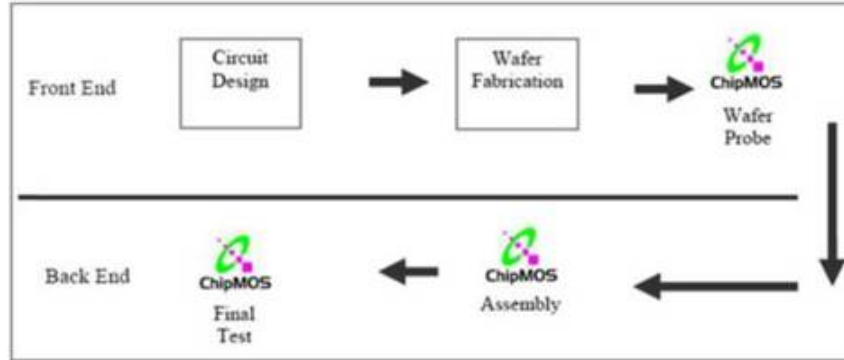 Front End
Circuit
Design
Wafer
Fabrication
ChipMOS
Wafer
Probe
Back End
ChipMOS
Final
Test
ChipMOS
Assembly